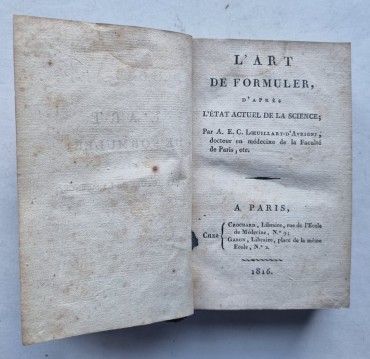 L'ART
DE FORMULER,
D'APRÈS
L'ÉTAT ACTUEL DE LA SCIENCE;
Par A. E. C. LŒUILLART-D'AVRIGNI,
docteur en médecine de la Faculté
de Paris, etc.
A PARIS,
CHEZ
CROCHARD, Libraire, rue de l'École
de Médecine, N.º 3;
GABON, Libraire, place de la même
École, N.º 2.
1816.